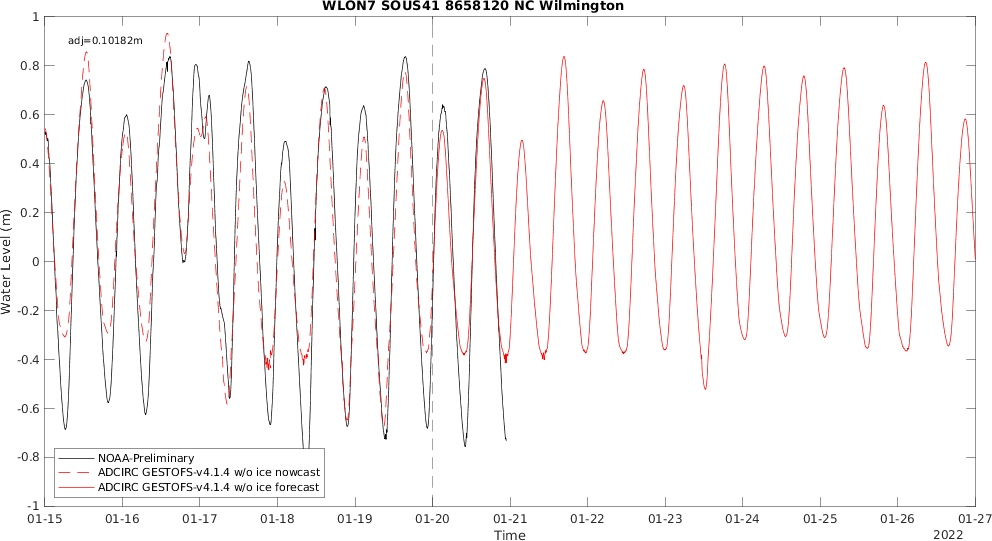 WLON7 SOUS41 8658120 NC Wilmington
adj=0.10182m
1
0.8
0.6
0.4
0.2
0
-0.2
-0.4
-0.6
-0.8
-1
Water Level (m)
NOAA-Preliminary
ADCIRC GESTOFS-v4.1.4 w/o ice nowcast
ADCIRC GESTOFS-v4.1.4 w/o ice forecast
01-15 01-16 01-17 01-18 01-19 01-20 01-21 01-22 01-23 01-24 01-25 01-26 01-27
Time
2022